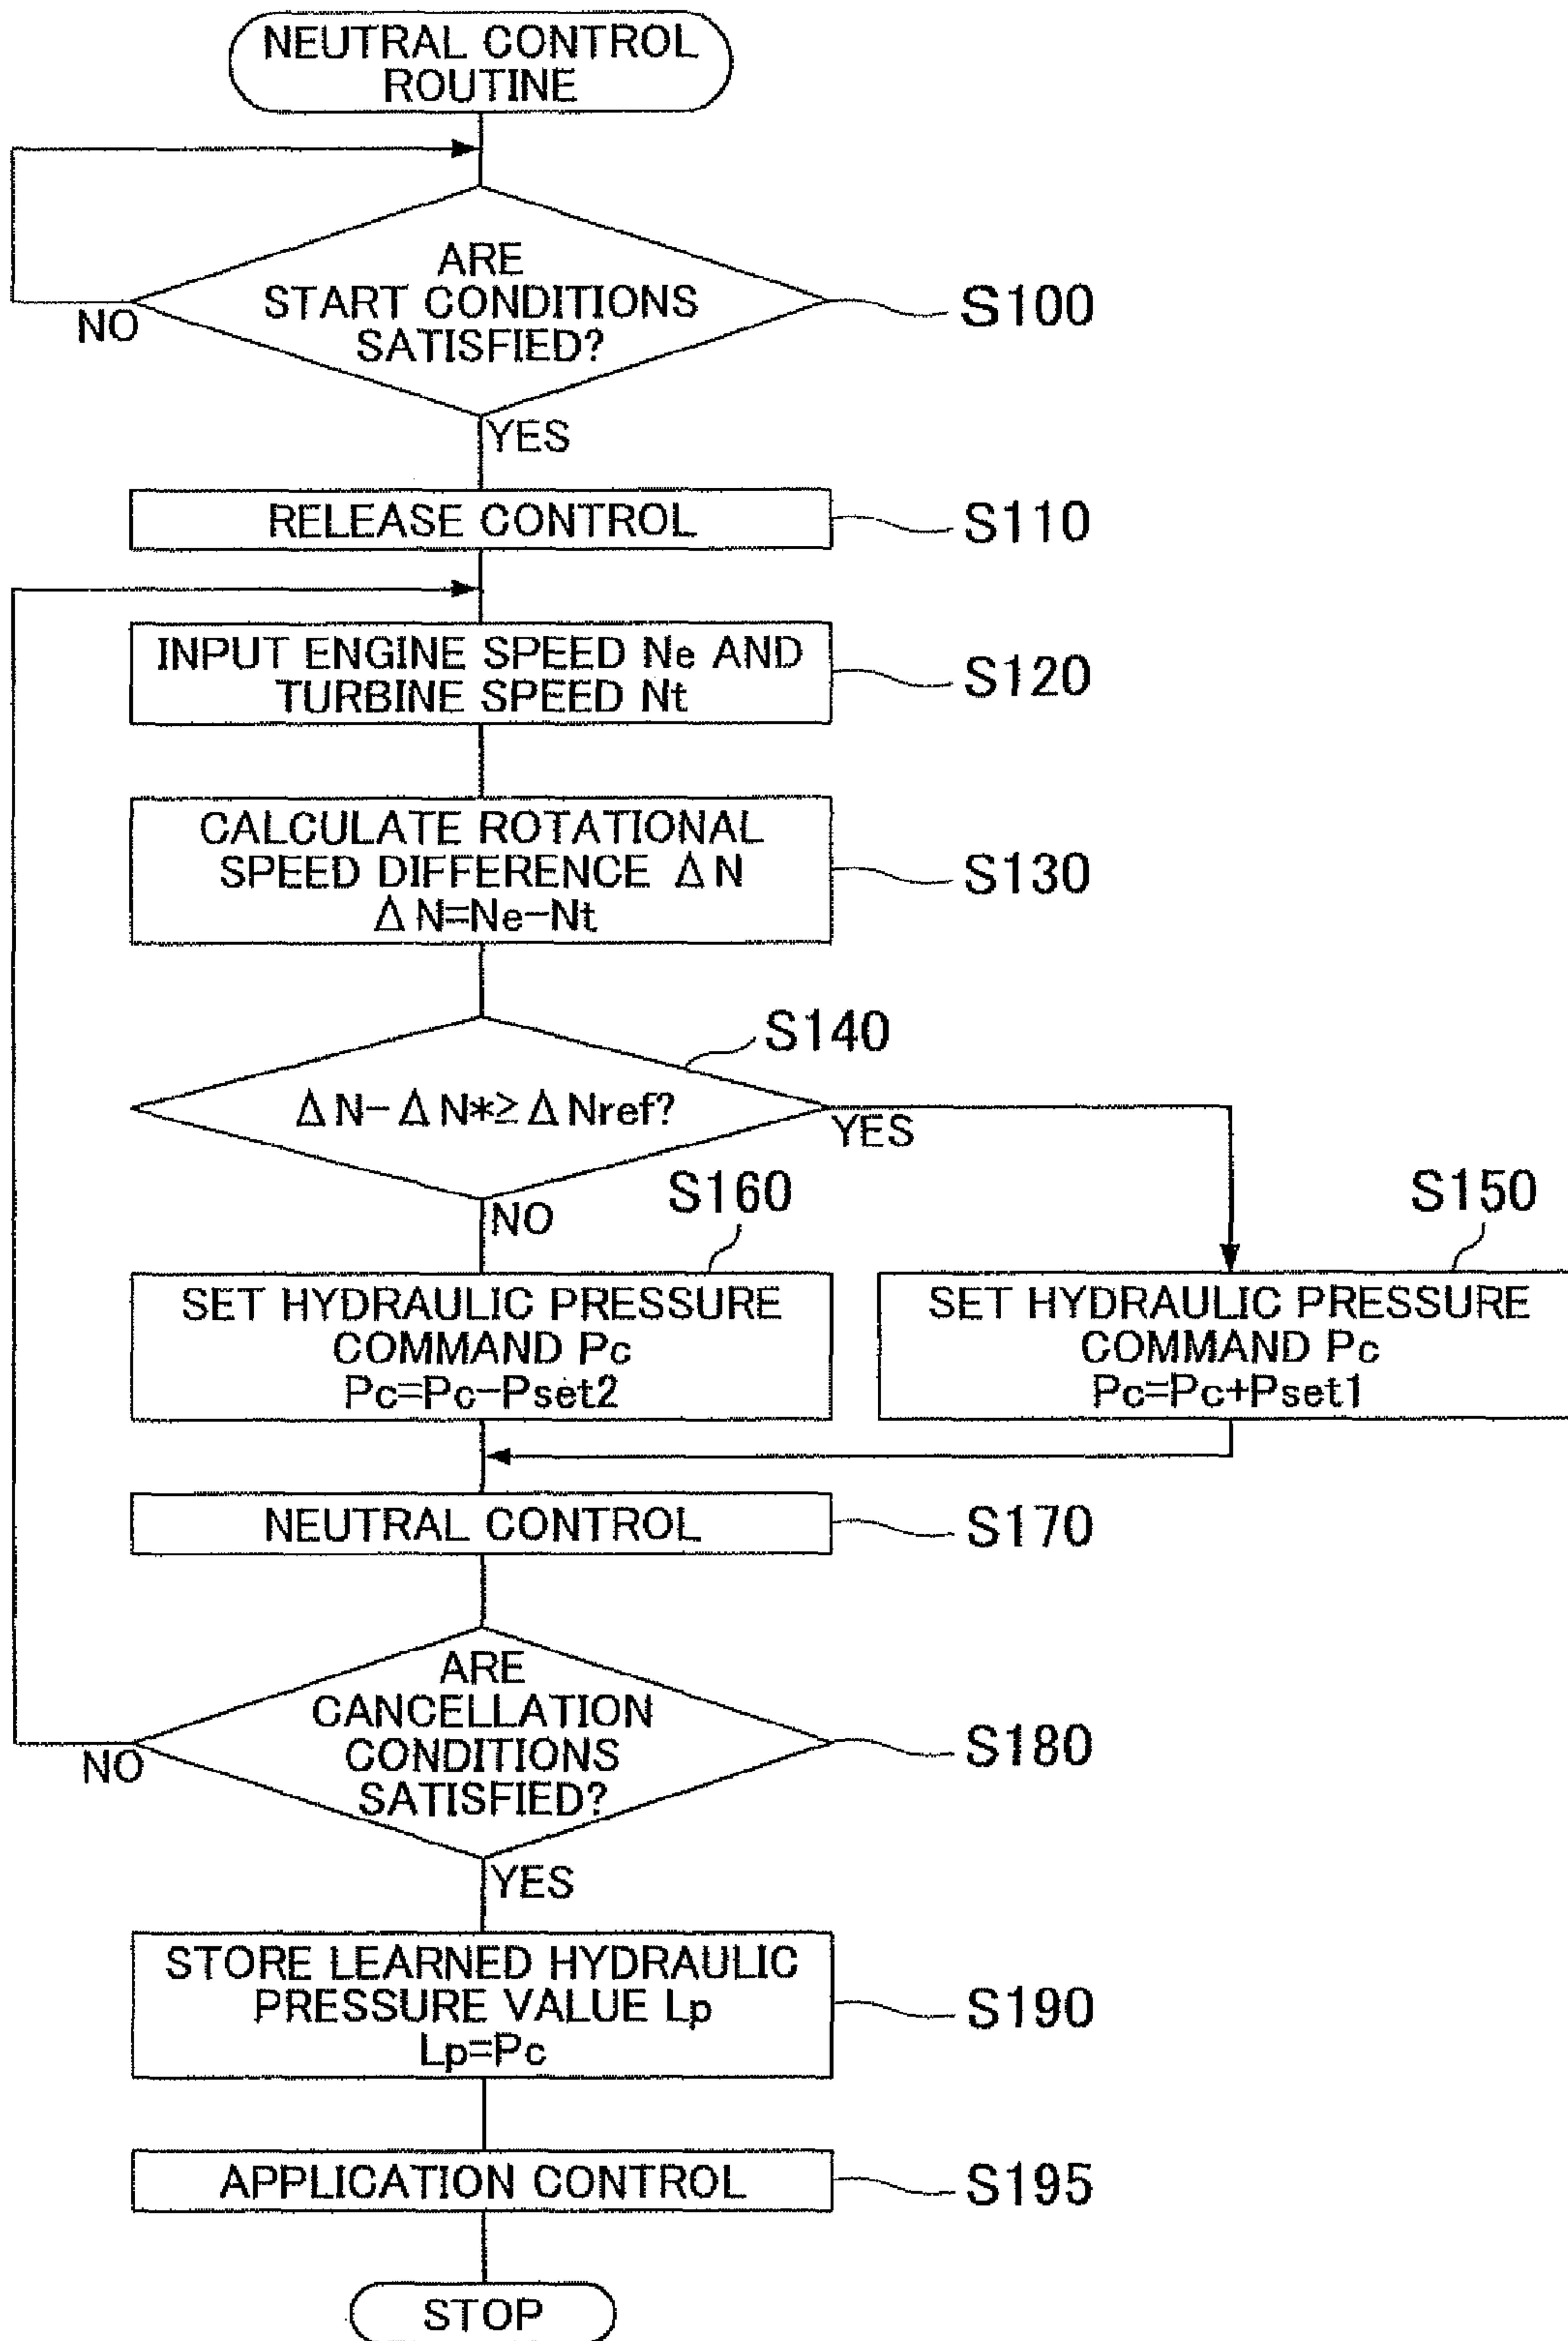 NEUTRAL CONTROL
ROUTINE
ARE
START CONDITIONS
SATISFIED?
NO
S100
YES
RELEASE CONTROL
S110
INPUT ENGINE SPEED Ne AND
TURBINE SPEED Nt
S120
CALCULATE ROTATIONAL
SPEED DIFFERENCE ΔN
ΔN=Ne-Nt
S130
S140
ΔN-ΔN*≥ΔNref?
YES
NO
S160
S150
SET HYDRAULIC PRESSURE
COMMAND Pc
Pc=Pc-Pset2
SET HYDRAULIC PRESSURE
COMMAND Pc
Pc=Pc+Pset1
NEUTRAL CONTROL
S170
ARE
CANCELLATION
CONDITIONS
SATISFIED?
NO
S180
YES
STORE LEARNED HYDRAULIC
PRESSURE VALUE Lp
Lp=Pc
S190
APPLICATION CONTROL
S195
STOP